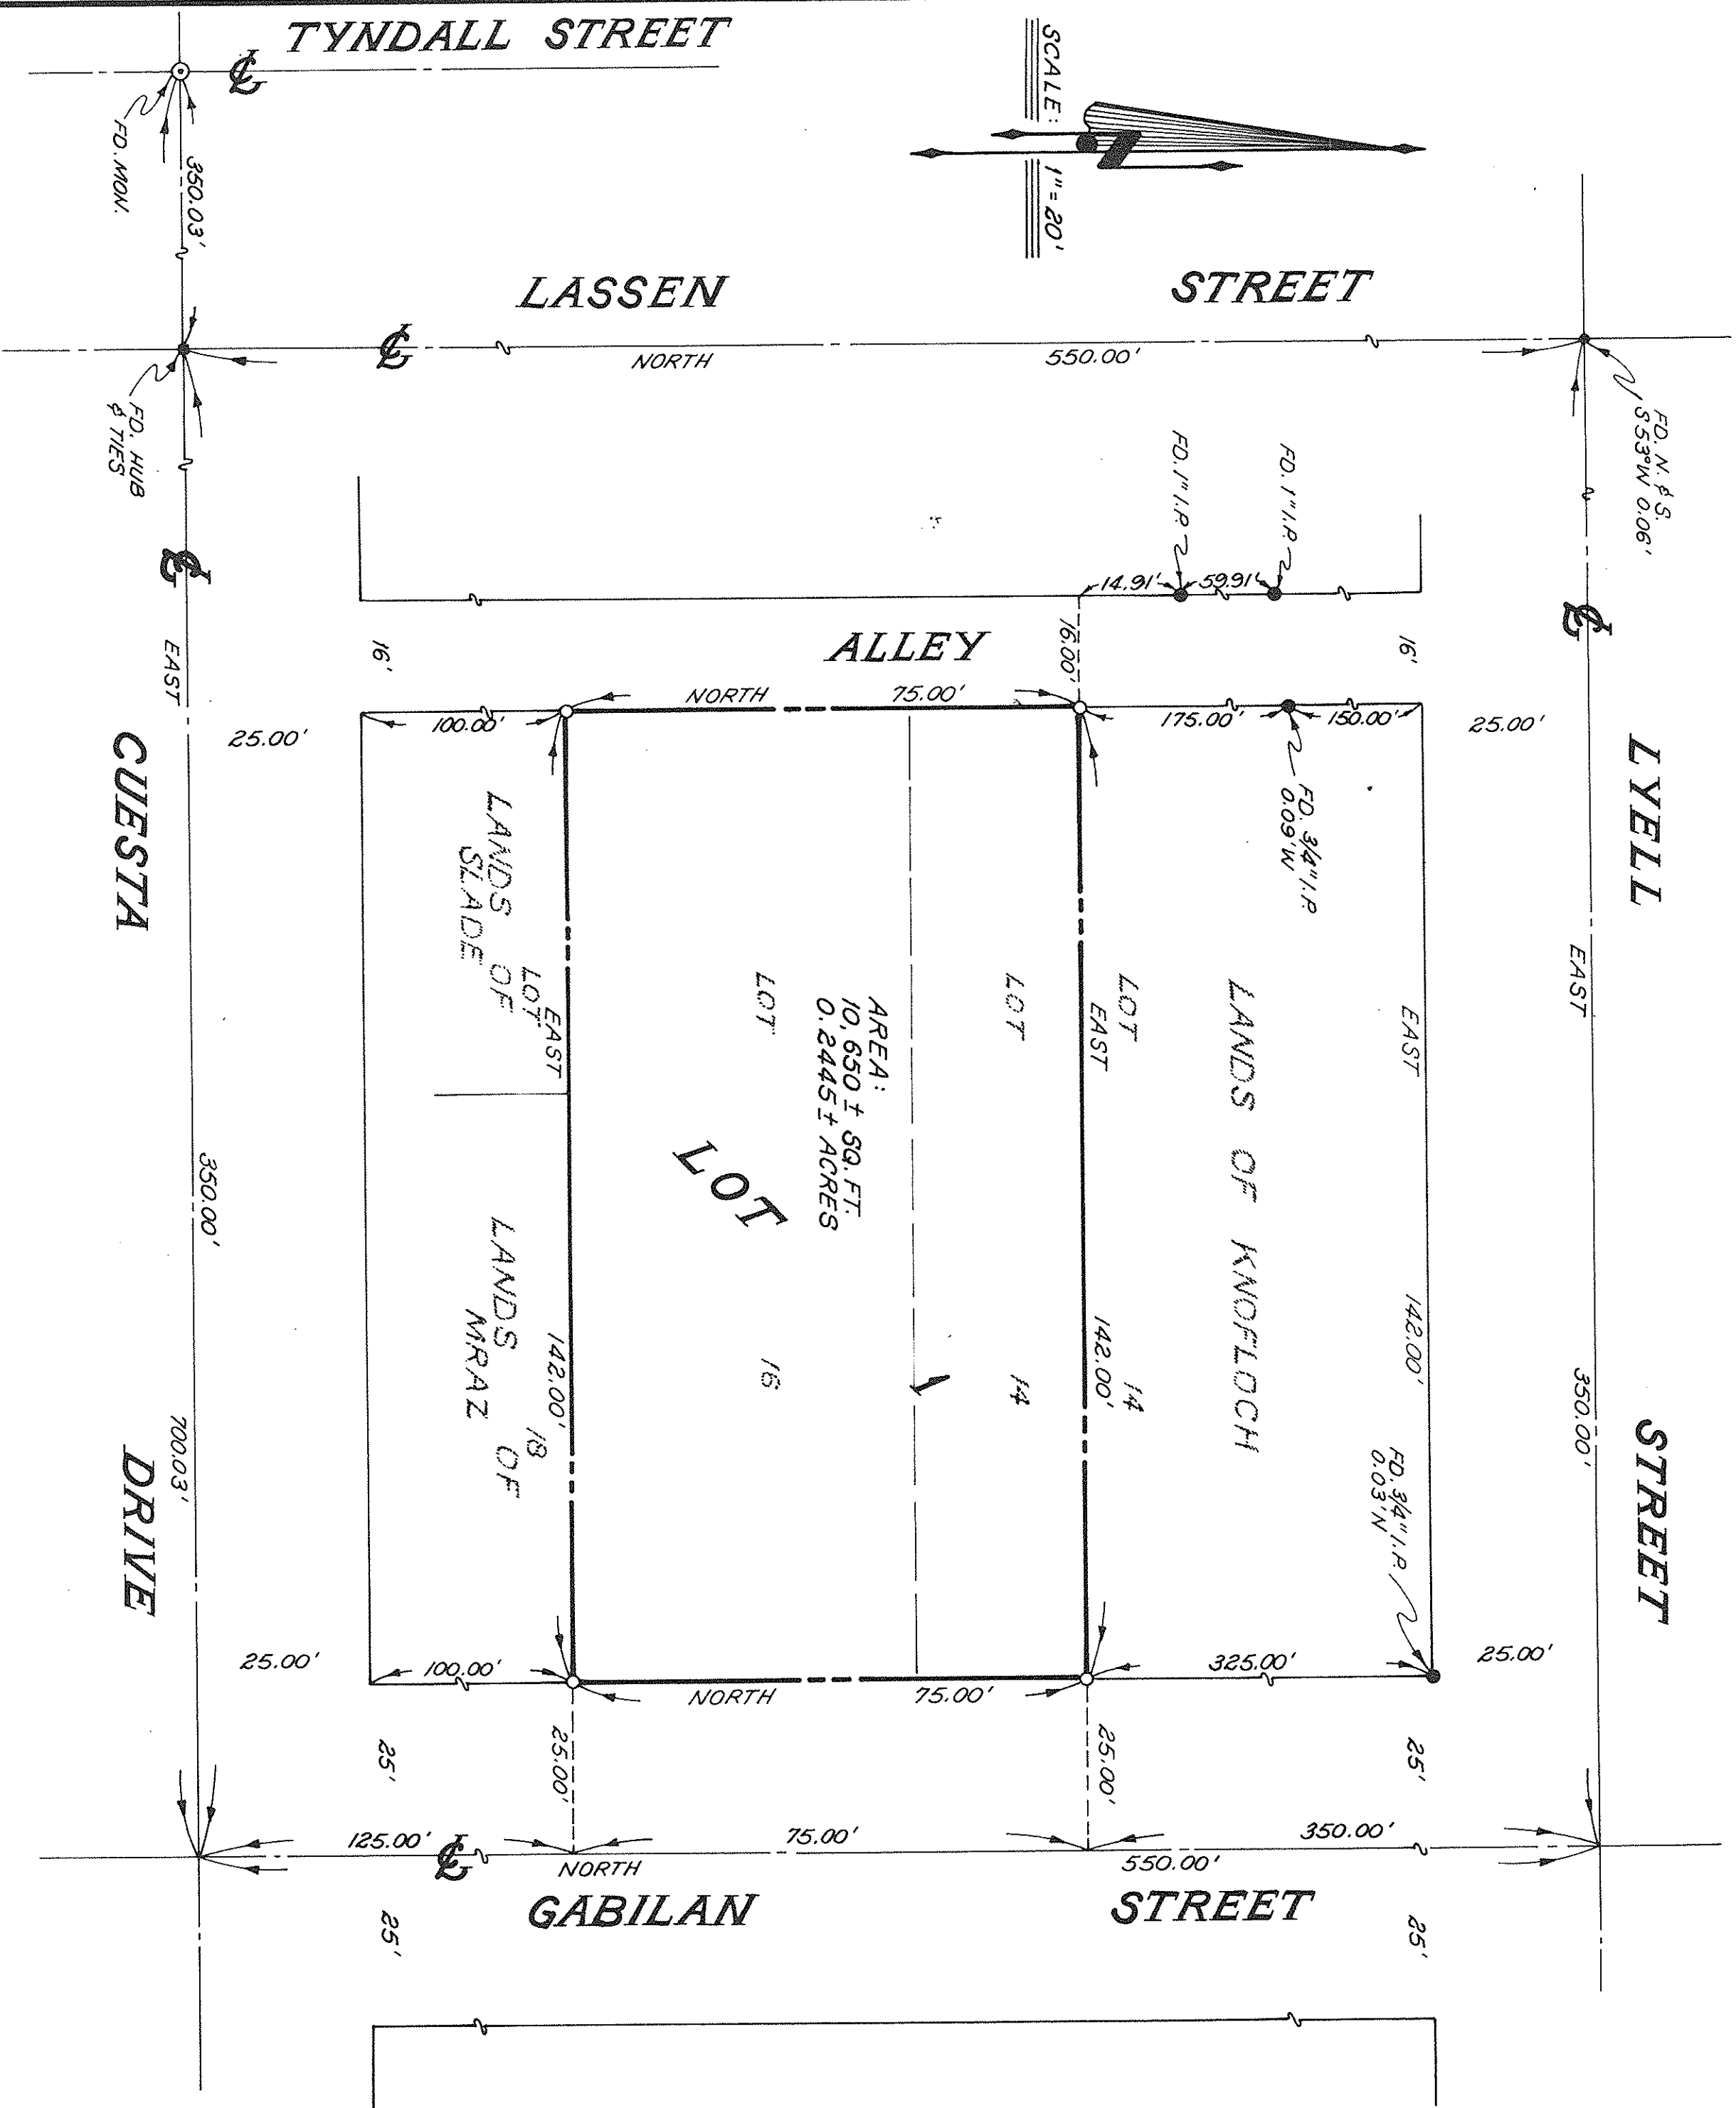 TYNDALL STREET
℄
FD. MON.
350.03'
SCALE: 1" = 20'
LASSEN STREET
℄
NORTH
550.00'
FD. HUB
& TIES
FD. N. & S.
S 53° W 0.06'
FD. 1" I.P.
FD. 1" I.P.
14.91'
59.91'
℄
℄
ALLEY
16'
16.00'
16'
EAST
NORTH
75.00'
100.00'
175.00'
150.00'
25.00'
25.00'
FD. 3/4" I.P.
0.09' W
CUESTA DRIVE
LYELL STREET
LANDS OF
SLADE
LOT 18
EAST
142.00'
LANDS OF
MRAZ
LOT 16
AREA:
10,650 ± SQ. FT.
0.2445 ± ACRES
LOT 1
LOT 14
EAST
142.00'
LOT 14
LANDS OF KNOFLOCH
EAST
142.00'
EAST
350.00'
350.00'
700.03'
FD. 3/4" I.P.
0.03' N
25.00'
100.00'
NORTH
75.00'
325.00'
25.00'
25'
25.00'
25.00'
25'
125.00'
℄
NORTH
75.00'
350.00'
550.00'
GABILAN STREET
25'
25'